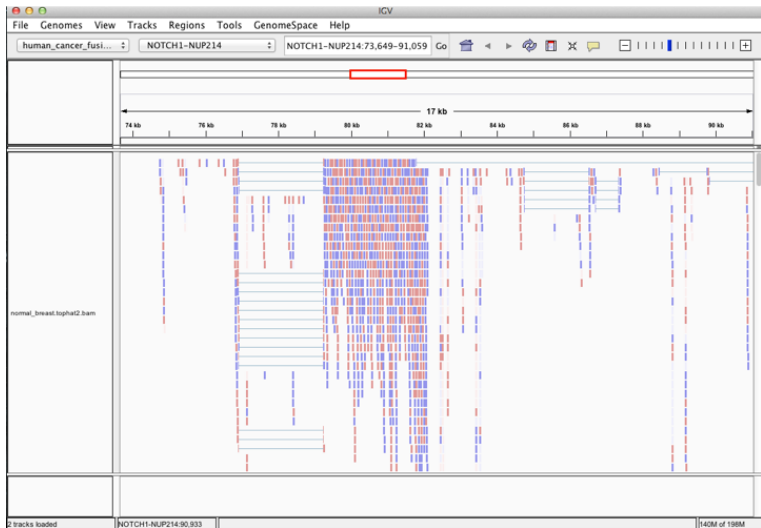 IGV
File Genomes View Tracks Regions Tools GenomeSpace Help
human_cancer_fusi... NOTCH1-NUP214 NOTCH1-NUP214:73,649-91,059 Go
17 kb
74 kb 76 kb 78 kb 80 kb 82 kb 84 kb 86 kb 88 kb 90 kb
normal_breast.tophat2.bam
2 tracks loaded NOTCH1-NUP214:90,933 140M of 198M